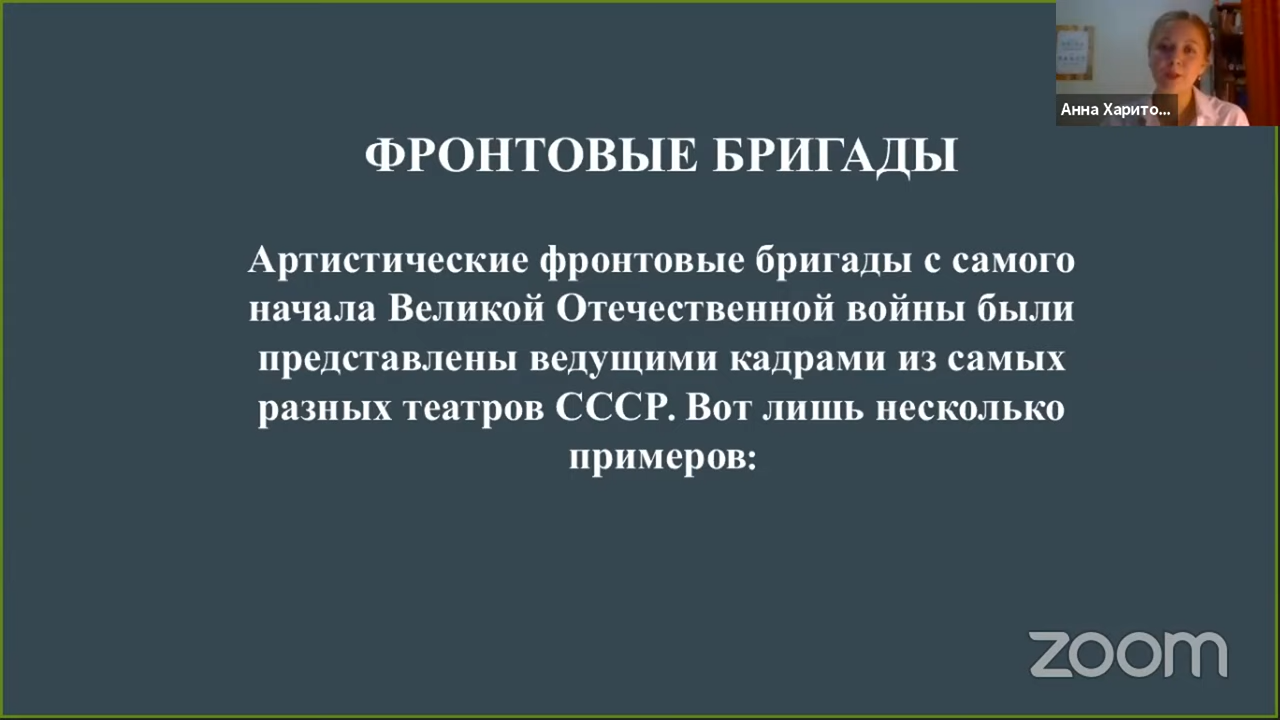 Анна Харито...
ФРОНТОВЫЕ БРИГАДЫ
Артистические фронтовые бригады с самого
начала Великой Отечественной войны были
представлены ведущими кадрами из самых
разных театров СССР. Вот лишь несколько
примеров:
zoom